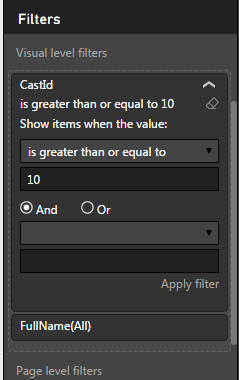 Filters
Visual level filters
CastId
is greater than or equal to 10
Show items when the value:
is greater than or equal to
10
And Or
Apply filter
FullName(All)
Page level filters